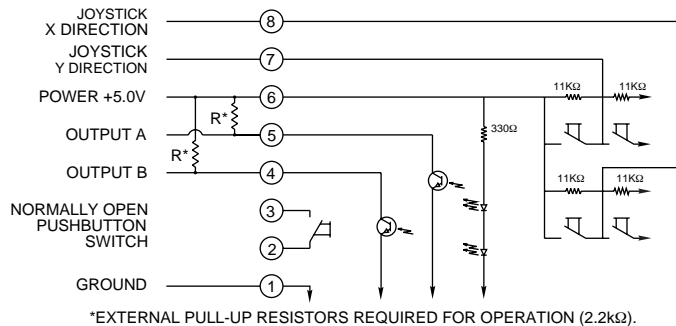 JOYSTICK
X DIRECTION
8
JOYSTICK
Y DIRECTION
7
POWER +5.0V
6
11KΩ
11KΩ
R*
330Ω
OUTPUT A
5
R*
OUTPUT B
4
11KΩ
11KΩ
NORMALLY OPEN
PUSHBUTTON
SWITCH
3
2
GROUND
1
*EXTERNAL PULL-UP RESISTORS REQUIRED FOR OPERATION (2.2kΩ).